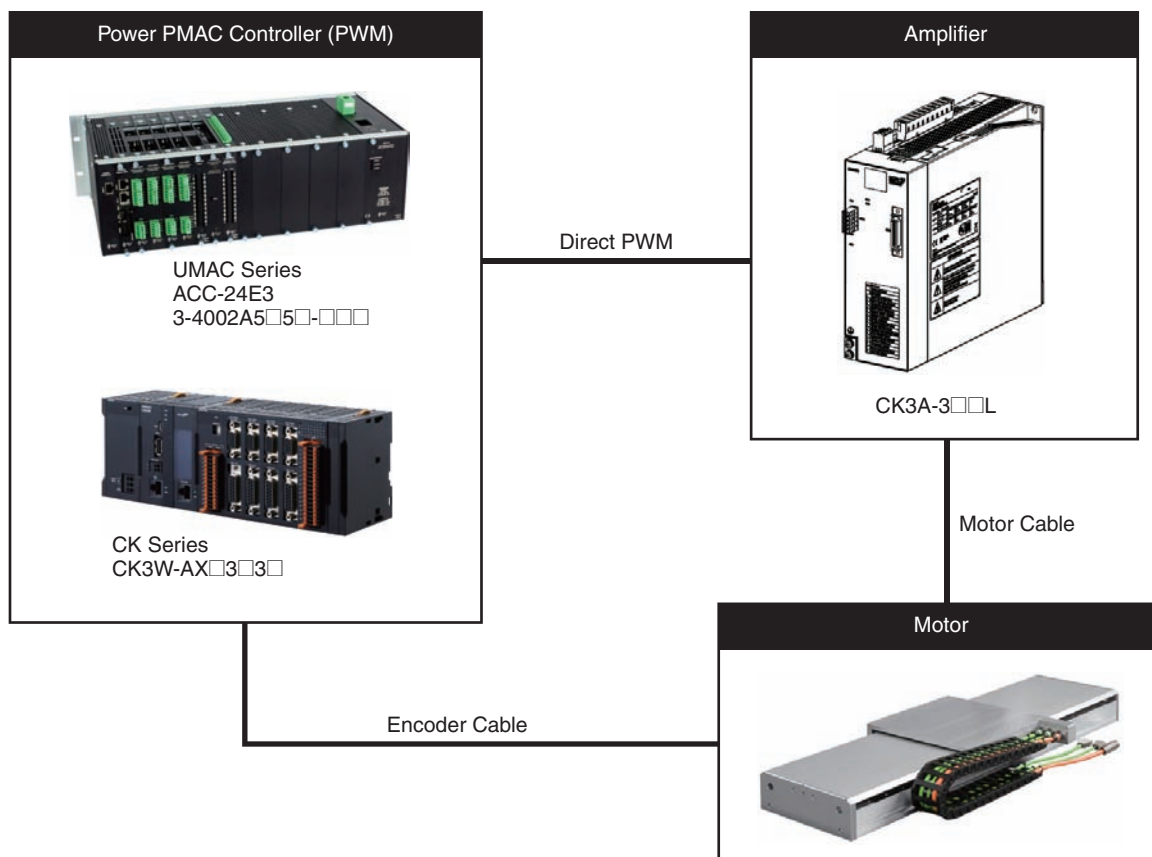 Power PMAC Controller (PWM)
UMAC Series
ACC-24E3
3-4002A5□5□-□□□
CK Series
CK3W-AX□3□3□
Direct PWM
Amplifier
CK3A-3□□L
Motor Cable
Encoder Cable
Motor